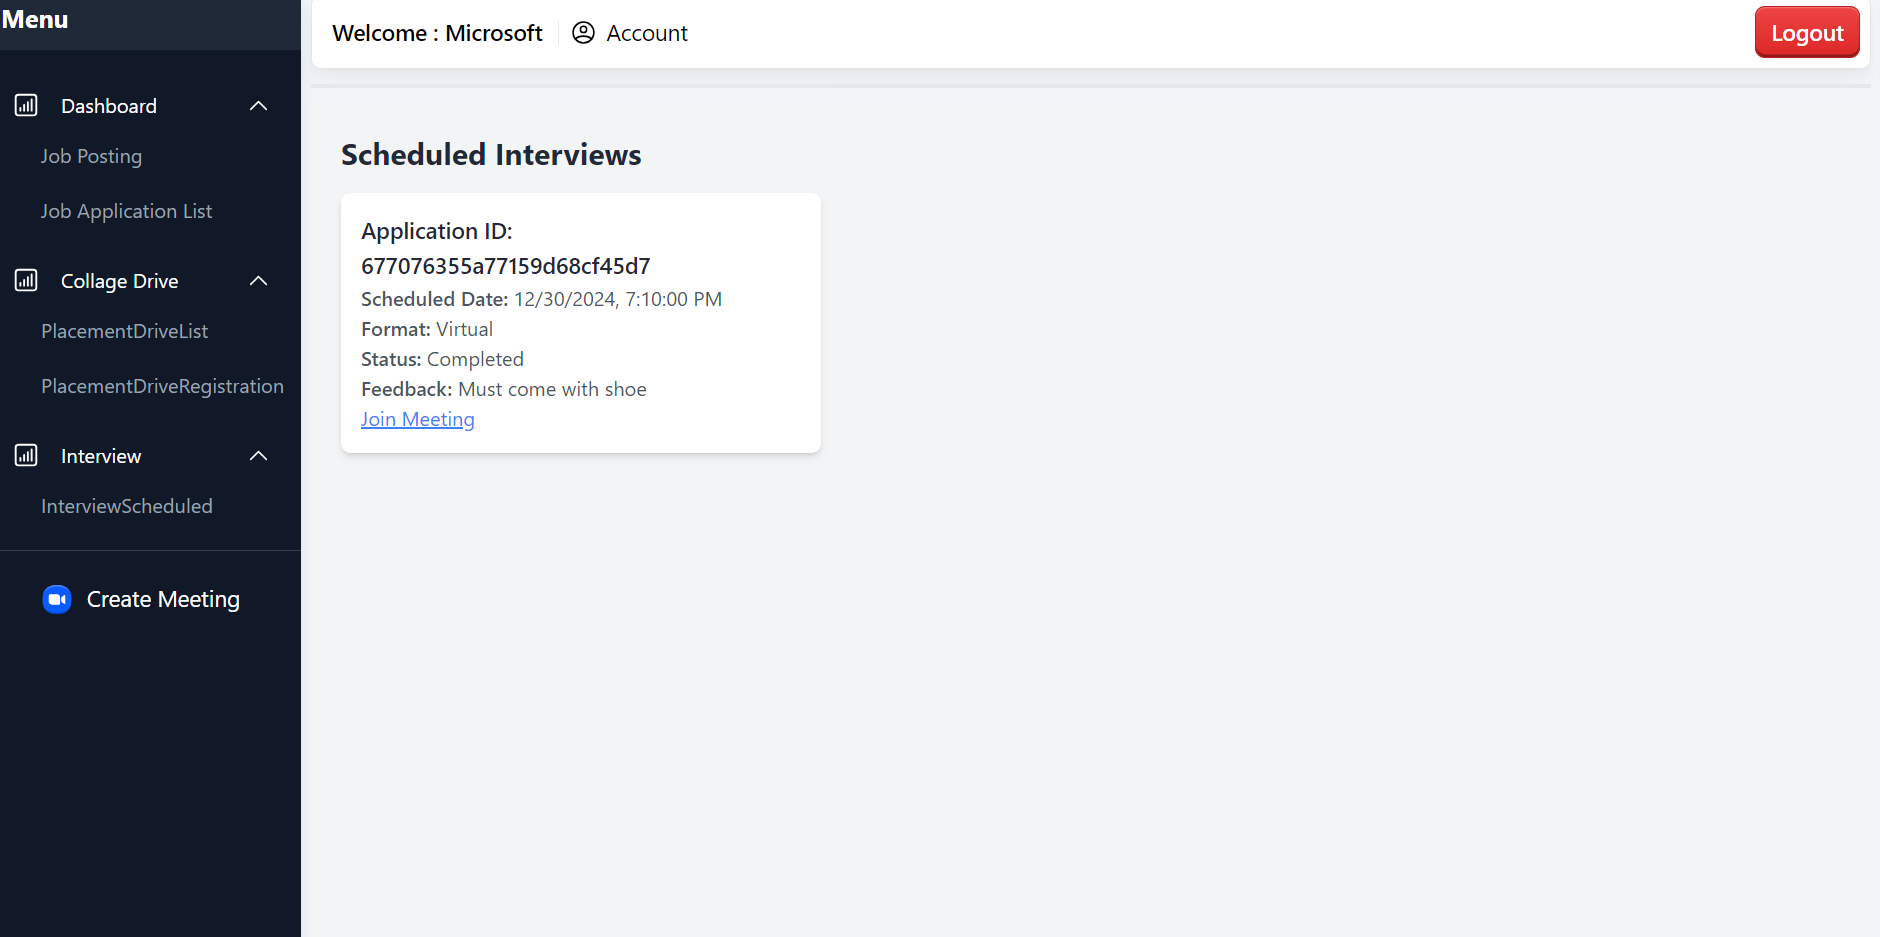 Menu
Dashboard
Job Posting
Job Application List
Collage Drive
PlacementDriveList
PlacementDriveRegistration
Interview
InterviewScheduled
Create Meeting
Welcome : Microsoft
Account
Logout
Scheduled Interviews
Application ID:
677076355a77159d68cf45d7
Scheduled Date: 12/30/2024, 7:10:00 PM
Format: Virtual
Status: Completed
Feedback: Must come with shoe
Join Meeting